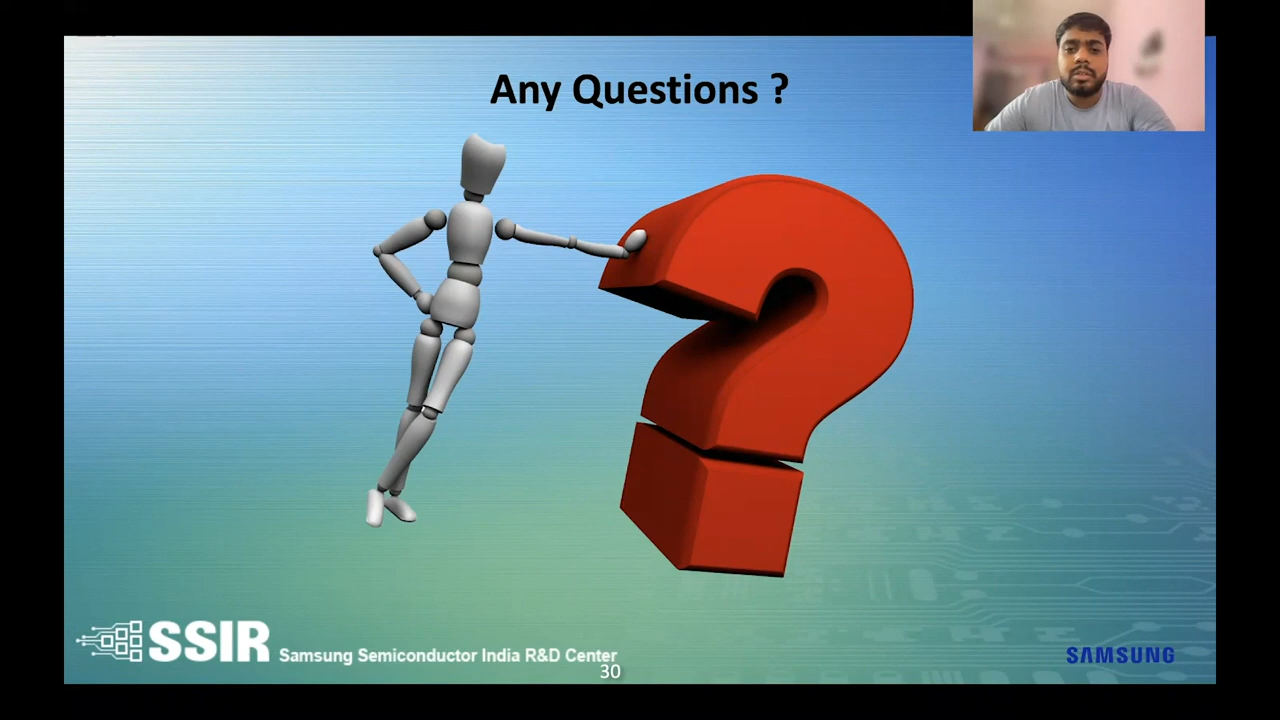 Any Questions ?
SSIR Samsung Semiconductor India R&D Center
30
SAMSUNG